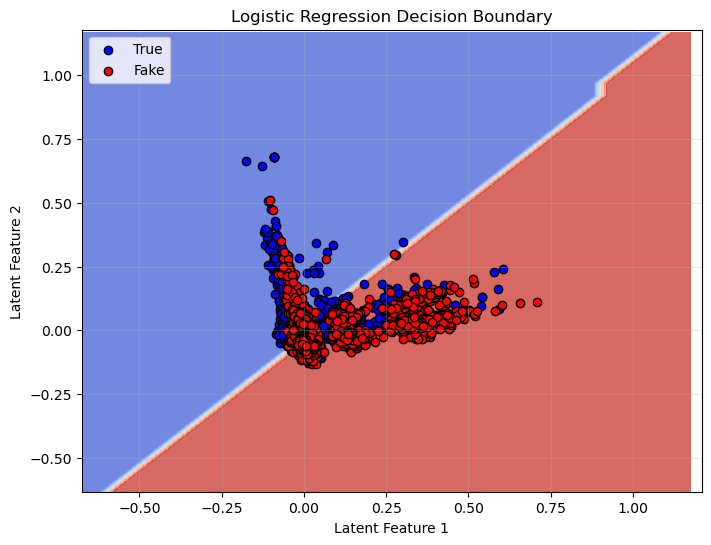 Logistic Regression Decision Boundary
True
Fake
Latent Feature 2
1.00
0.75
0.50
0.25
0.00
−0.25
−0.50
−0.50
−0.25
0.00
0.25
0.50
0.75
1.00
Latent Feature 1